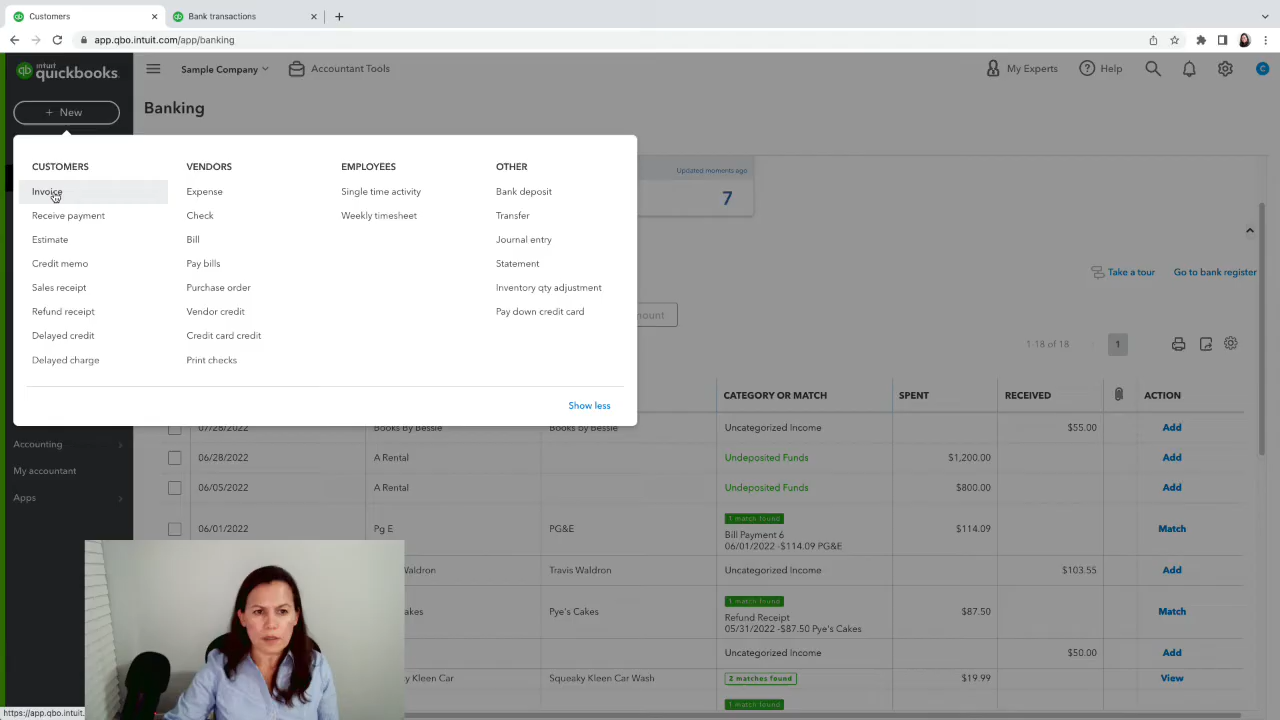 Customers
Bank transactions
app.qbo.intuit.com/app/banking
intuit quickbooks.
Sample Company
Accountant Tools
My Experts
Help
C
+ New
Banking
CUSTOMERS
Invoice
Receive payment
Estimate
Credit memo
Sales receipt
Refund receipt
Delayed credit
Delayed charge
VENDORS
Expense
Check
Bill
Pay bills
Purchase order
Vendor credit
Credit card credit
Print checks
EMPLOYEES
Single time activity
Weekly timesheet
OTHER
Bank deposit
Transfer
Journal entry
Statement
Inventory qty adjustment
Pay down credit card
Show less
Updated moments ago
7
Take a tour
Go to bank register
1-18 of 18
1
CATEGORY OR MATCH SPENT RECEIVED ACTION
07/28/2022 Books by Bessie Books by Bessie Uncategorized Income $55.00 Add
06/28/2022 A Rental Undeposited Funds $1,200.00 Add
06/05/2022 A Rental Undeposited Funds $800.00 Add
1 match found
06/01/2022 Pg E PG&E Bill Payment 6 $114.09 Match
06/01/2022 -$114.09 PG&E
Waldron Travis Waldron Uncategorized Income $103.55 Add
1 match found
Pye's Cakes Refund Receipt $87.50 Match
05/31/2022 -$87.50 Pye's Cakes
Uncategorized Income $50.00 Add
Kleen Car Squeaky Kleen Car Wash 2 matches found $19.99 View
1 match found
Accounting
My accountant
Apps
https://app.qbo.intuit.